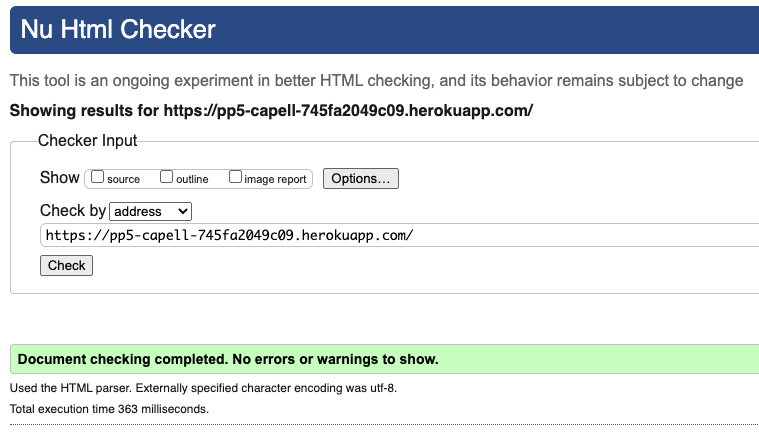 Nu Html Checker
This tool is an ongoing experiment in better HTML checking, and its behavior remains subject to change
Showing results for https://pp5-capell-745fa2049c09.herokuapp.com/
Checker Input
Show source outline image report Options...
Check by address
https://pp5-capell-745fa2049c09.herokuapp.com/
Check
Document checking completed. No errors or warnings to show.
Used the HTML parser. Externally specified character encoding was utf-8.
Total execution time 363 milliseconds.